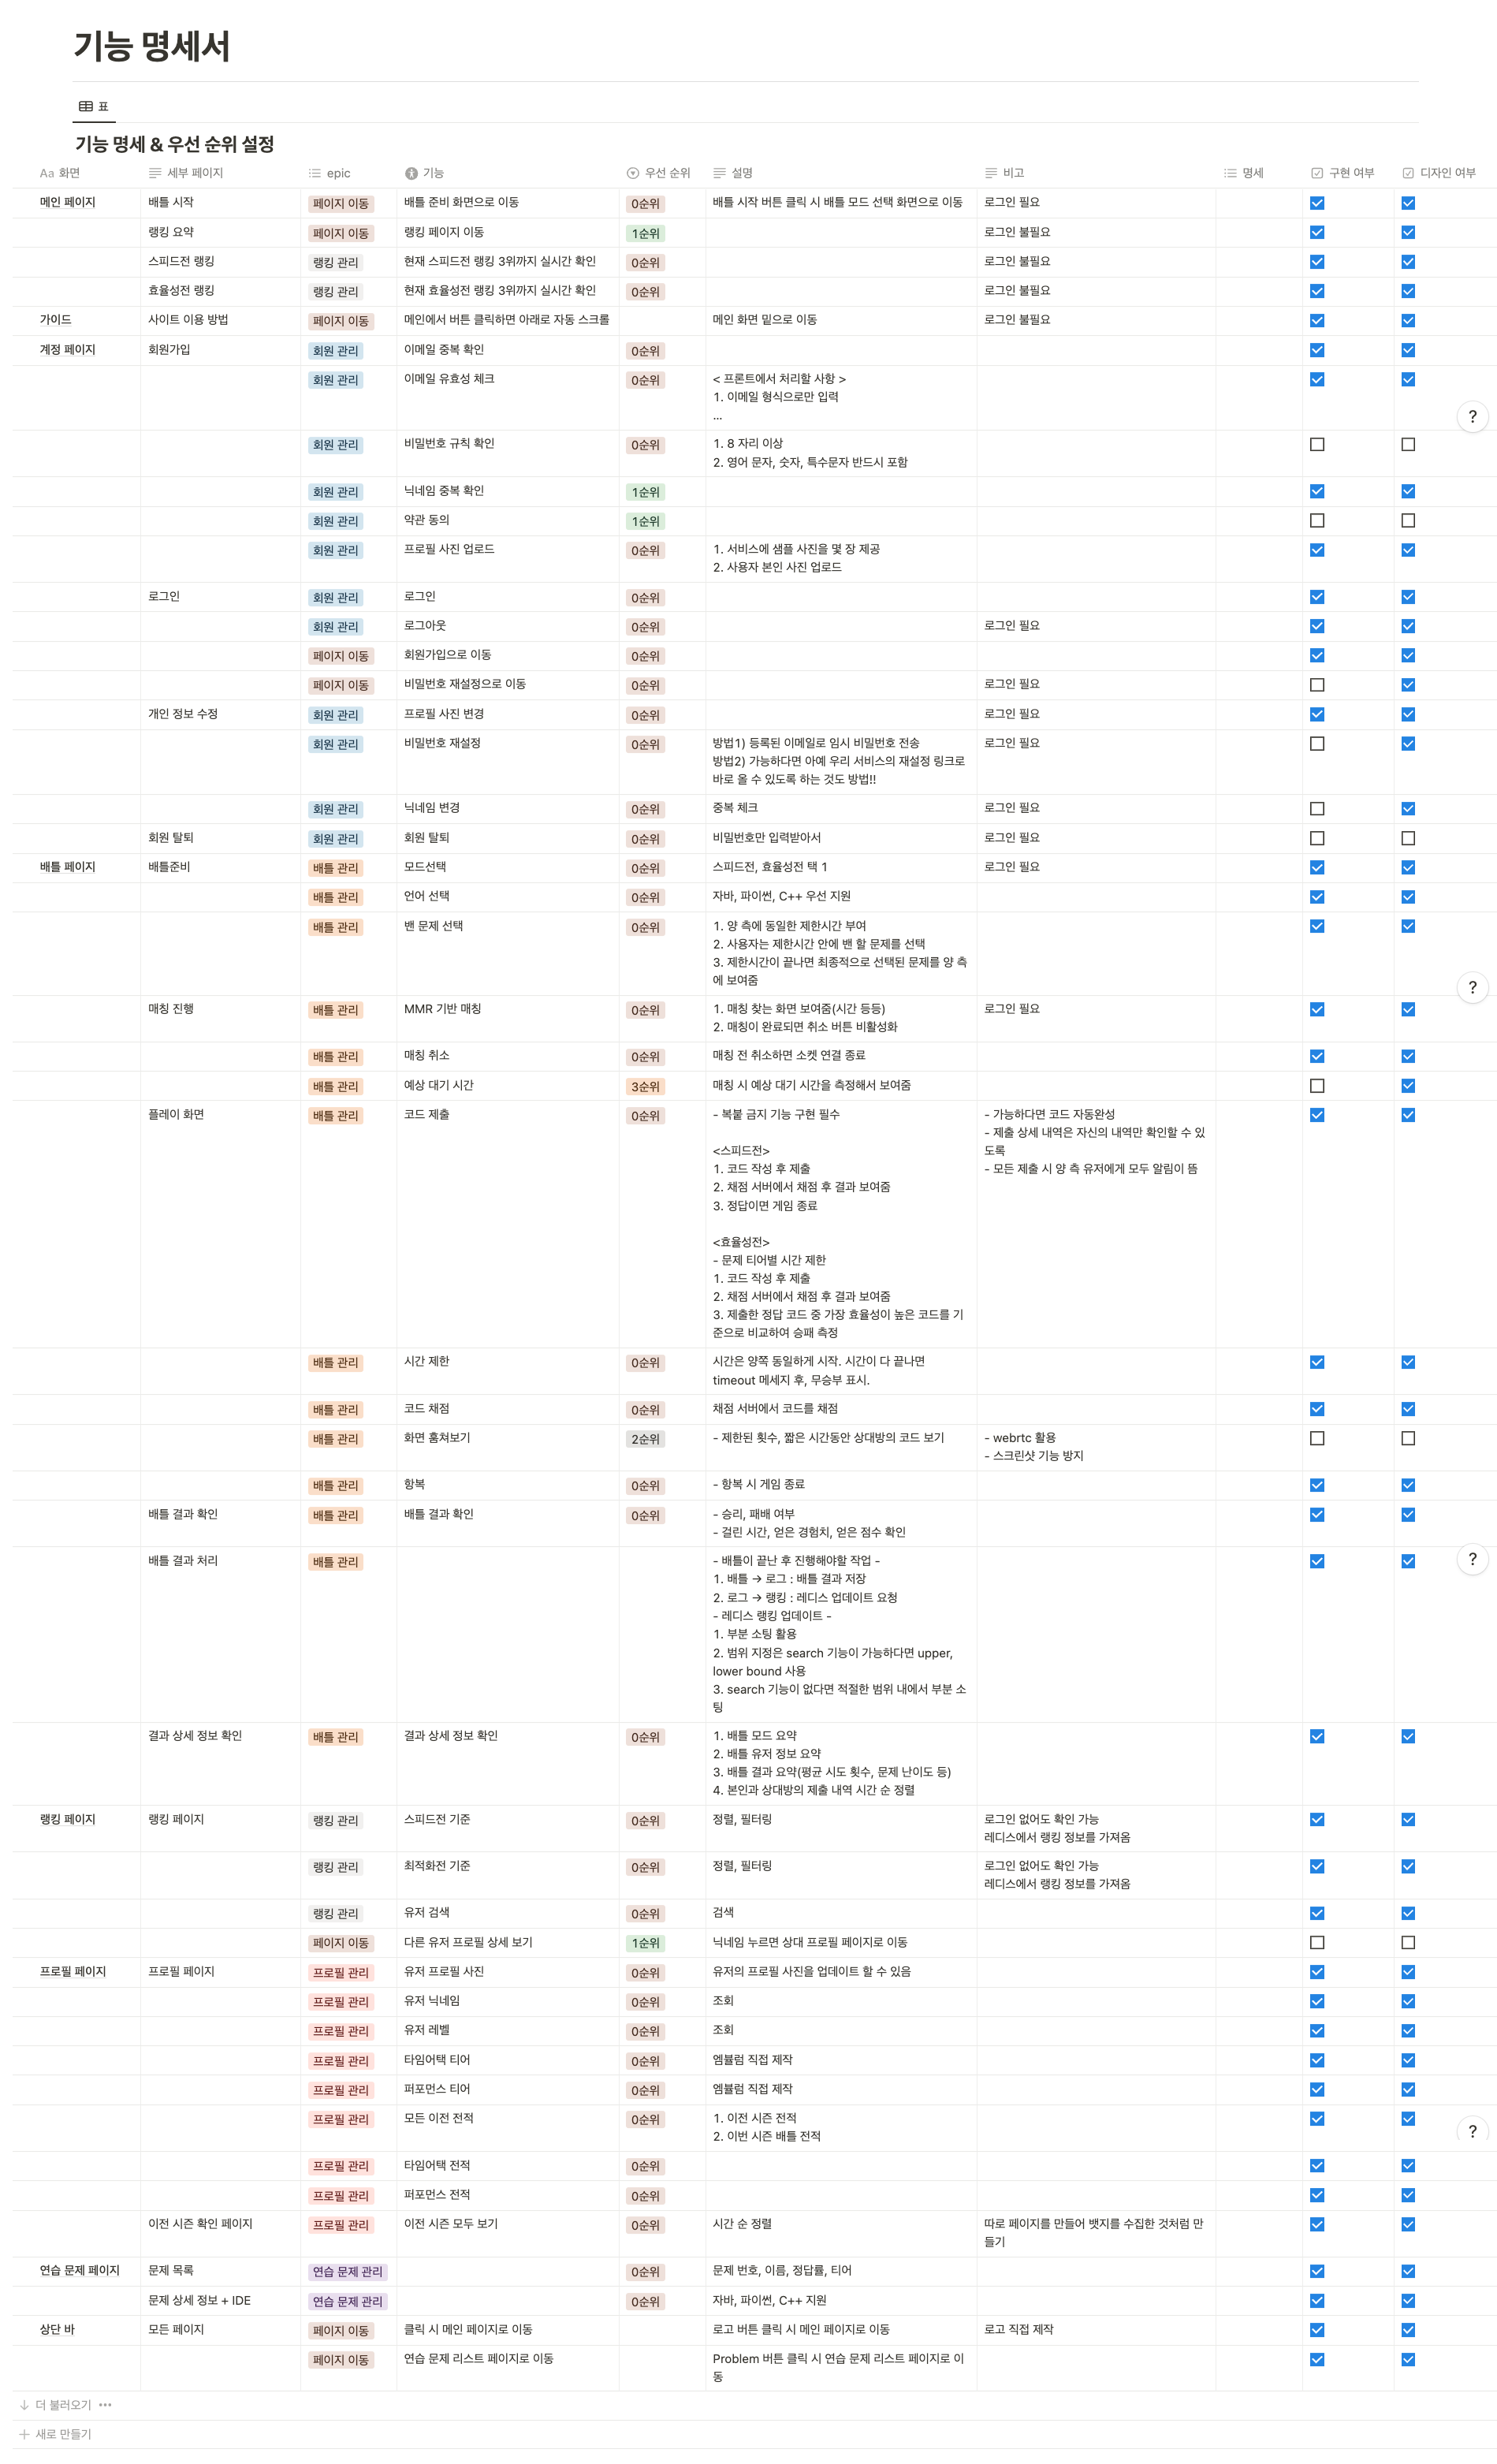 기능 명세서
표
기능 명세 & 우선 순위 설정
Aa 화면 세부 페이지 epic 기능 우선 순위 설명 비고 명세 구현 여부 디자인 여부
메인 페이지 배틀 시작 페이지 이동 배틀 준비 화면으로 이동 0순위 배틀 시작 버튼 클릭 시 배틀 모드 선택 화면으로 이동 로그인 필요
랭킹 요약 페이지 이동 랭킹 페이지 이동 1순위 로그인 불필요
스피드전 랭킹 랭킹 관리 현재 스피드전 랭킹 3위까지 실시간 확인 0순위 로그인 불필요
효율성전 랭킹 랭킹 관리 현재 효율성전 랭킹 3위까지 실시간 확인 0순위 로그인 불필요
가이드 사이트 이용 방법 페이지 이동 메인에서 버튼 클릭하면 아래로 자동 스크롤 메인 화면 밑으로 이동 로그인 불필요
계정 페이지 회원가입 회원 관리 이메일 중복 확인 0순위
회원 관리 이메일 유효성 체크 0순위 < 프론트에서 처리할 사항 >
1. 이메일 형식으로만 입력
...
?
회원 관리 비밀번호 규칙 확인 0순위 1. 8 자리 이상
2. 영어 문자, 숫자, 특수문자 반드시 포함
회원 관리 닉네임 중복 확인 1순위
회원 관리 약관 동의 1순위
회원 관리 프로필 사진 업로드 0순위 1. 서비스에 샘플 사진을 몇 장 제공
2. 사용자 본인 사진 업로드
로그인 회원 관리 로그인 0순위
회원 관리 로그아웃 0순위 로그인 필요
페이지 이동 회원가입으로 이동 0순위
페이지 이동 비밀번호 재설정으로 이동 0순위 로그인 필요
개인 정보 수정 회원 관리 프로필 사진 변경 0순위 로그인 필요
회원 관리 비밀번호 재설정 0순위 방법1) 등록된 이메일로 임시 비밀번호 전송 로그인 필요
방법2) 가능하다면 아예 우리 서비스의 재설정 링크로
바로 올 수 있도록 하는 것도 방법!!
회원 관리 닉네임 변경 0순위 중복 체크 로그인 필요
회원 탈퇴 회원 관리 회원 탈퇴 0순위 비밀번호만 입력받아서 로그인 필요
배틀 페이지 배틀준비 배틀 관리 모드선택 0순위 스피드전, 효율성전 택 1 로그인 필요
배틀 관리 언어 선택 0순위 자바, 파이썬, C++ 우선 지원
배틀 관리 밴 문제 선택 0순위 1. 양 측에 동일한 제한시간 부여
2. 사용자는 제한시간 안에 밴 할 문제를 선택
3. 제한시간이 끝나면 최종적으로 선택된 문제를 양 측
에 보여줌
?
매칭 진행 배틀 관리 MMR 기반 매칭 0순위 1. 매칭 찾는 화면 보여줌(시간 등등) 로그인 필요
2. 매칭이 완료되면 취소 버튼 비활성화
배틀 관리 매칭 취소 0순위 매칭 전 취소하면 소켓 연결 종료
배틀 관리 예상 대기 시간 3순위 매칭 시 예상 대기 시간을 측정해서 보여줌
플레이 화면 배틀 관리 코드 제출 0순위 - 복붙 금지 기능 구현 필수 - 가능하다면 코드 자동완성
- 제출 상세 내역은 자신의 내역만 확인할 수 있
도록
- 모든 제출 시 양 측 유저에게 모두 알림이 뜸
<스피드전>
1. 코드 작성 후 제출
2. 채점 서버에서 채점 후 결과 보여줌
3. 정답이면 게임 종료
<효율성전>
- 문제 티어별 시간 제한
1. 코드 작성 후 제출
2. 채점 서버에서 채점 후 결과 보여줌
3. 제출한 정답 코드 중 가장 효율성이 높은 코드를 기
준으로 비교하여 승패 측정
배틀 관리 시간 제한 0순위 시간은 양쪽 동일하게 시작. 시간이 다 끝나면
timeout 메세지 후, 무승부 표시.
배틀 관리 코드 채점 0순위 채점 서버에서 코드를 채점
배틀 관리 화면 훔쳐보기 2순위 - 제한된 횟수, 짧은 시간동안 상대방의 코드 보기 - webrtc 활용
- 스크린샷 기능 방지
배틀 관리 항복 0순위 - 항복 시 게임 종료
배틀 결과 확인 배틀 관리 배틀 결과 확인 0순위 - 승리, 패배 여부
- 걸린 시간, 얻은 경험치, 얻은 점수 확인
배틀 결과 처리 배틀 관리 - 배틀이 끝난 후 진행해야할 작업 -
?
1. 배틀 → 로그 : 배틀 결과 저장
2. 로그 → 랭킹 : 레디스 업데이트 요청
- 레디스 랭킹 업데이트 -
1. 부분 소팅 활용
2. 범위 지정은 search 기능이 가능하다면 upper,
lower bound 사용
3. search 기능이 없다면 적절한 범위 내에서 부분 소
팅
결과 상세 정보 확인 배틀 관리 결과 상세 정보 확인 0순위 1. 배틀 모드 요약
2. 배틀 유저 정보 요약
3. 배틀 결과 요약(평균 시도 횟수, 문제 난이도 등)
4. 본인과 상대방의 제출 내역 시간 순 정렬
랭킹 페이지 랭킹 페이지 랭킹 관리 스피드전 기준 0순위 정렬, 필터링 로그인 없어도 확인 가능
레디스에서 랭킹 정보를 가져옴
랭킹 관리 최적화전 기준 0순위 정렬, 필터링 로그인 없어도 확인 가능
레디스에서 랭킹 정보를 가져옴
랭킹 관리 유저 검색 0순위 검색
페이지 이동 다른 유저 프로필 상세 보기 1순위 닉네임 누르면 상대 프로필 페이지로 이동
프로필 페이지 프로필 페이지 프로필 관리 유저 프로필 사진 0순위 유저의 프로필 사진을 업데이트 할 수 있음
프로필 관리 유저 닉네임 0순위 조회
프로필 관리 유저 레벨 0순위 조회
프로필 관리 타임어택 티어 0순위 엠뷸럼 직접 제작
프로필 관리 퍼포먼스 티어 0순위 엠뷸럼 직접 제작
프로필 관리 모든 이전 전적 0순위 1. 이전 시즌 전적
2. 이번 시즌 배틀 전적
?
프로필 관리 타임어택 전적 0순위
프로필 관리 퍼포먼스 전적 0순위
이전 시즌 확인 페이지 프로필 관리 이전 시즌 모두 보기 0순위 시간 순 정렬 따로 페이지를 만들어 뱃지를 수집한 것처럼 만
들기
연습 문제 페이지 문제 목록 연습 문제 관리 0순위 문제 번호, 이름, 정답률, 티어
문제 상세 정보 + IDE 연습 문제 관리 0순위 자바, 파이썬, C++ 지원
상단 바 모든 페이지 페이지 이동 클릭 시 메인 페이지로 이동 로고 버튼 클릭 시 메인 페이지로 이동 로고 직접 제작
페이지 이동 연습 문제 리스트 페이지로 이동 Problem 버튼 클릭 시 연습 문제 리스트 페이지로 이
동
더 불러오기 •••
새로 만들기